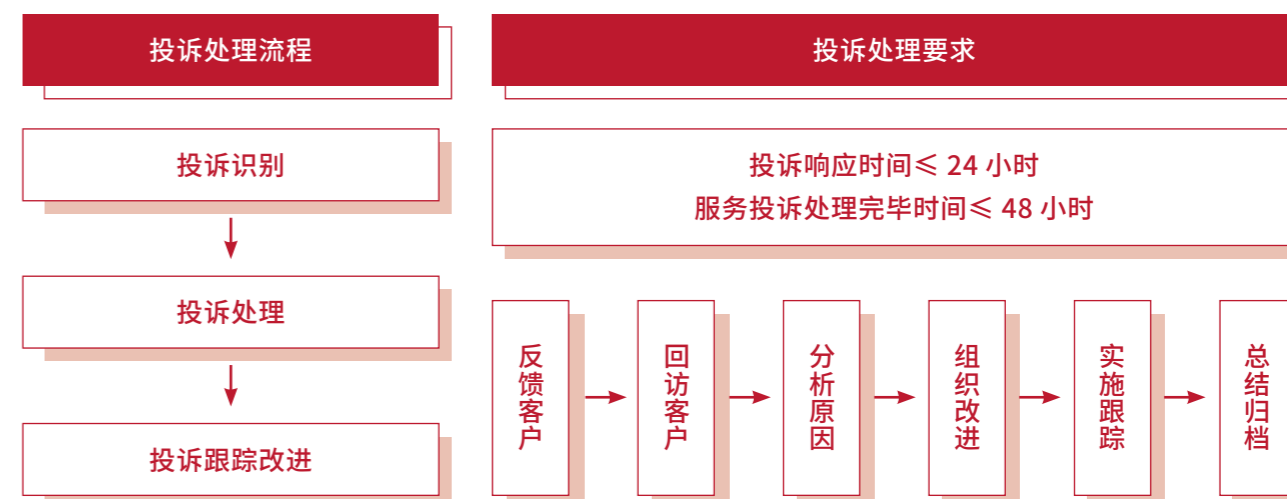 投诉处理流程
投诉识别
投诉处理
投诉跟踪改进
投诉处理要求
投诉响应时间≤ 24 小时
服务投诉处理完毕时间≤ 48 小时
反馈客户
回访客户
分析原因
组织改进
实施跟踪
总结归档